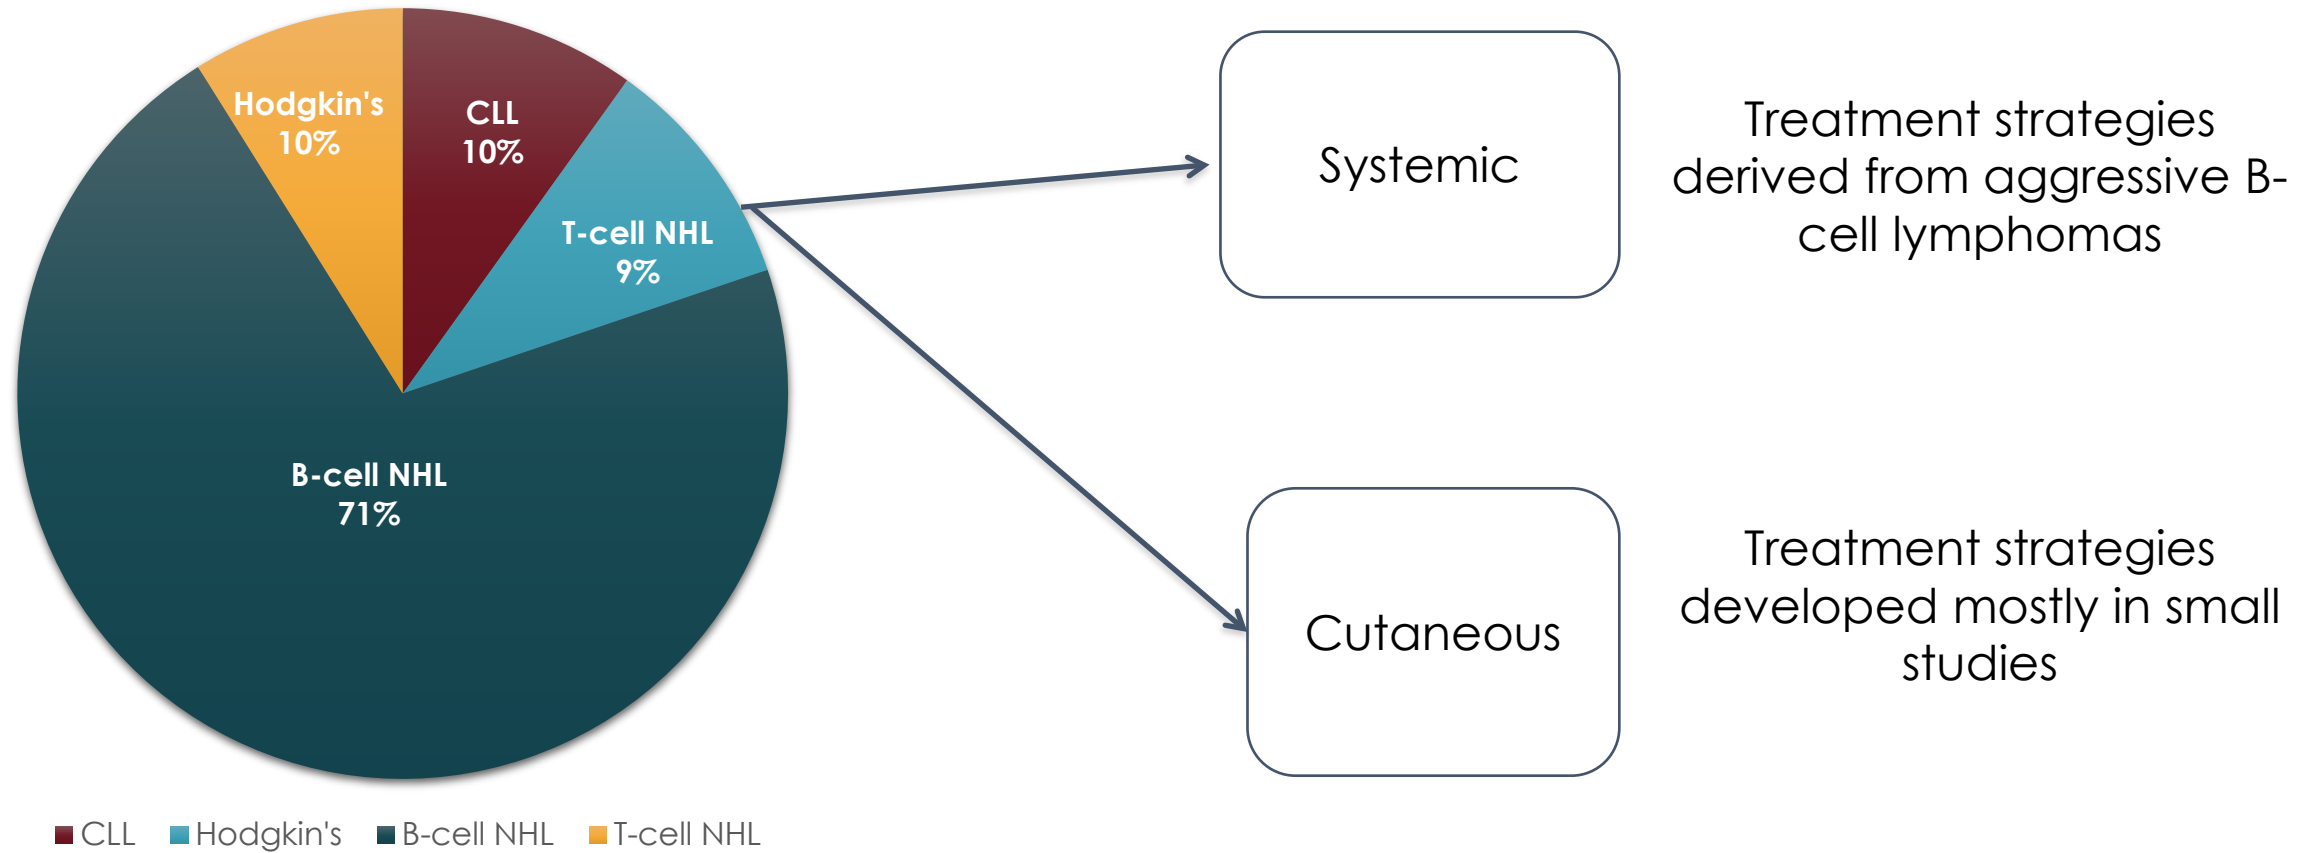 Hodgkin's
10%
CLL
10%
T-cell NHL
9%
B-cell NHL
71%
CLL
Hodgkin's
B-cell NHL
T-cell NHL
Systemic
Treatment strategies
derived from aggressive B-
cell lymphomas
Cutaneous
Treatment strategies
developed mostly in small
studies